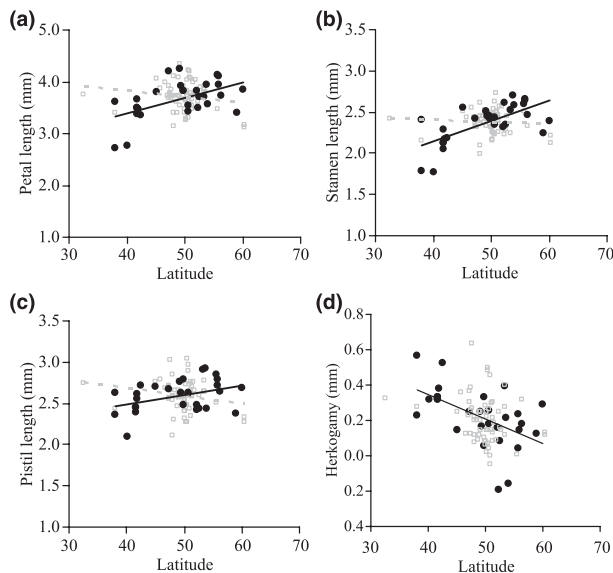 (a)
5.0
4.0
3.0
2.0
1.0
Petal length (mm)
30 40 50 60 70
Latitude
(b)
3.5
3.0
2.5
2.0
1.5
1.0
Stamen length (mm)
30 40 50 60 70
Latitude
(c)
3.5
3.0
2.5
2.0
1.5
1.0
Pistil length (mm)
30 40 50 60 70
Latitude
(d)
0.8
0.6
0.4
0.2
0.0
0.4
Herkogamy (mm)
30 40 50 60 70
Latitude